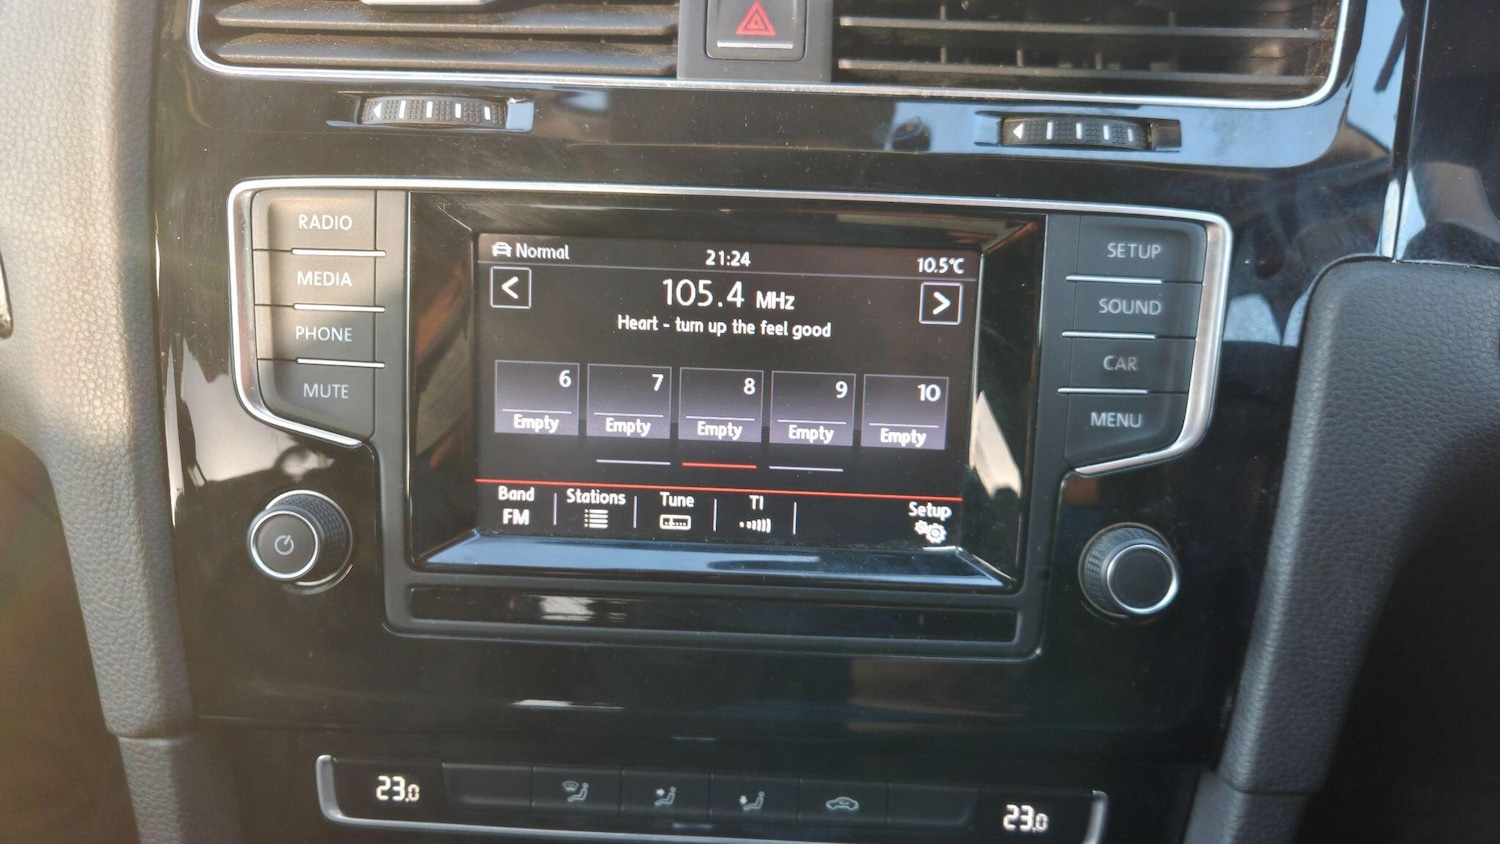 RADIO
MEDIA
PHONE
MUTE
Normal
21:24
10.5°C
105.4 MHz
Heart - turn up the feel good
6
7
8
9
10
Empty
Empty
Empty
Empty
Empty
Band
Stations
Tune
TI
Setup
FM
SETUP
SOUND
CAR
MENU
23.0
23.0